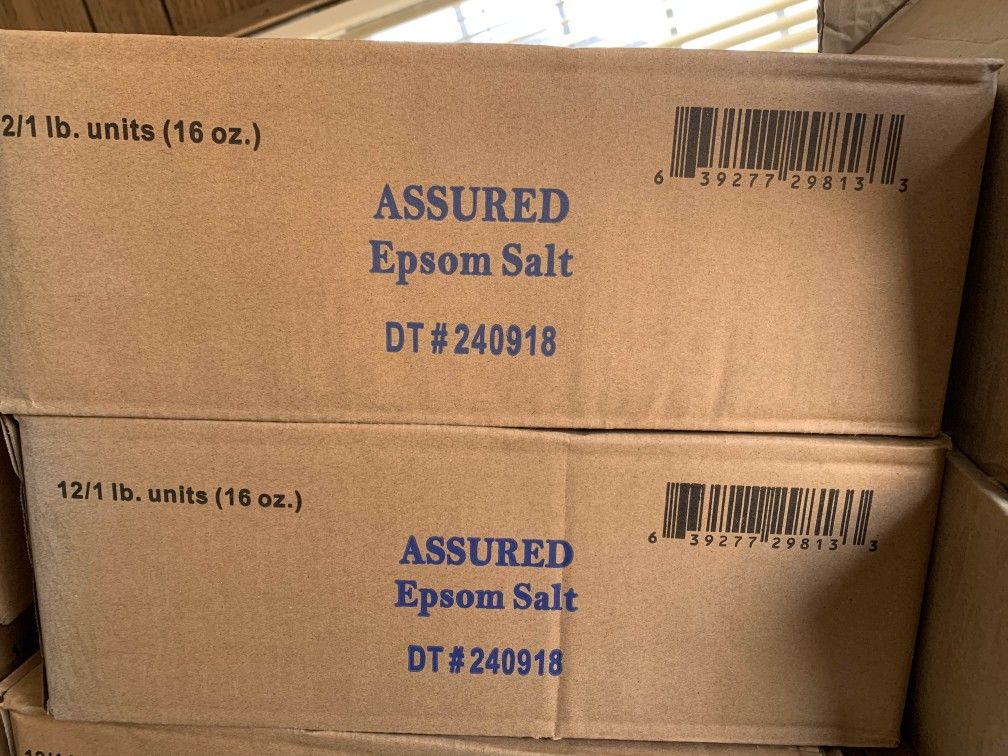 2/1 lb. units (16 oz.)
6 39277 29813 3
ASSURED
Epsom Salt
DT # 240918
12/1 lb. units (16 oz.)
6 39277 29813 3
ASSURED
Epsom Salt
DT # 240918